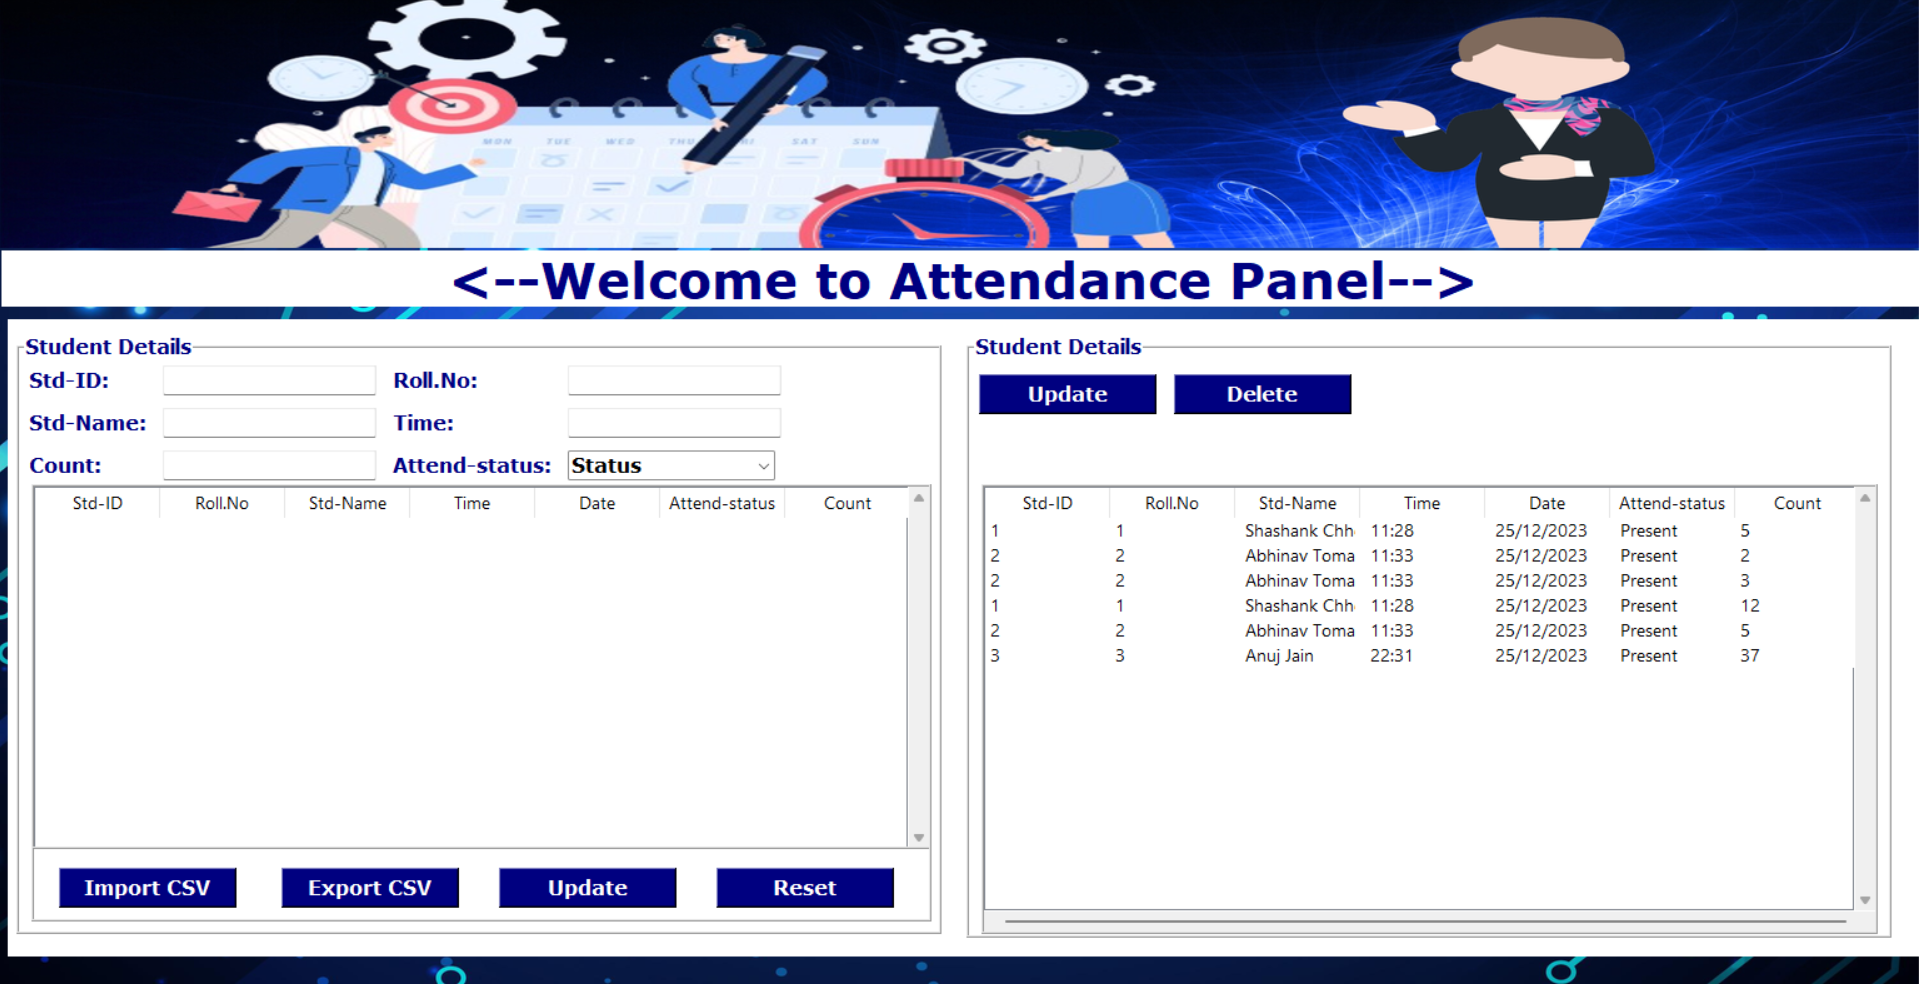 MON TUE WED THU FRI SAT SUN
<--Welcome to Attendance Panel-->
Student Details
Std-ID: Roll.No:
Std-Name: Time:
Count: Attend-status: Status
Std-ID Roll.No Std-Name Time Date Attend-status Count
Import CSV Export CSV Update Reset
Student Details
Update Delete
Std-ID Roll.No Std-Name Time Date Attend-status Count
1 1 Shashank Chh 11:28 25/12/2023 Present 5
2 2 Abhinav Toma 11:33 25/12/2023 Present 2
2 2 Abhinav Toma 11:33 25/12/2023 Present 3
1 1 Shashank Chh 11:28 25/12/2023 Present 12
2 2 Abhinav Toma 11:33 25/12/2023 Present 5
3 3 Anuj Jain 22:31 25/12/2023 Present 37